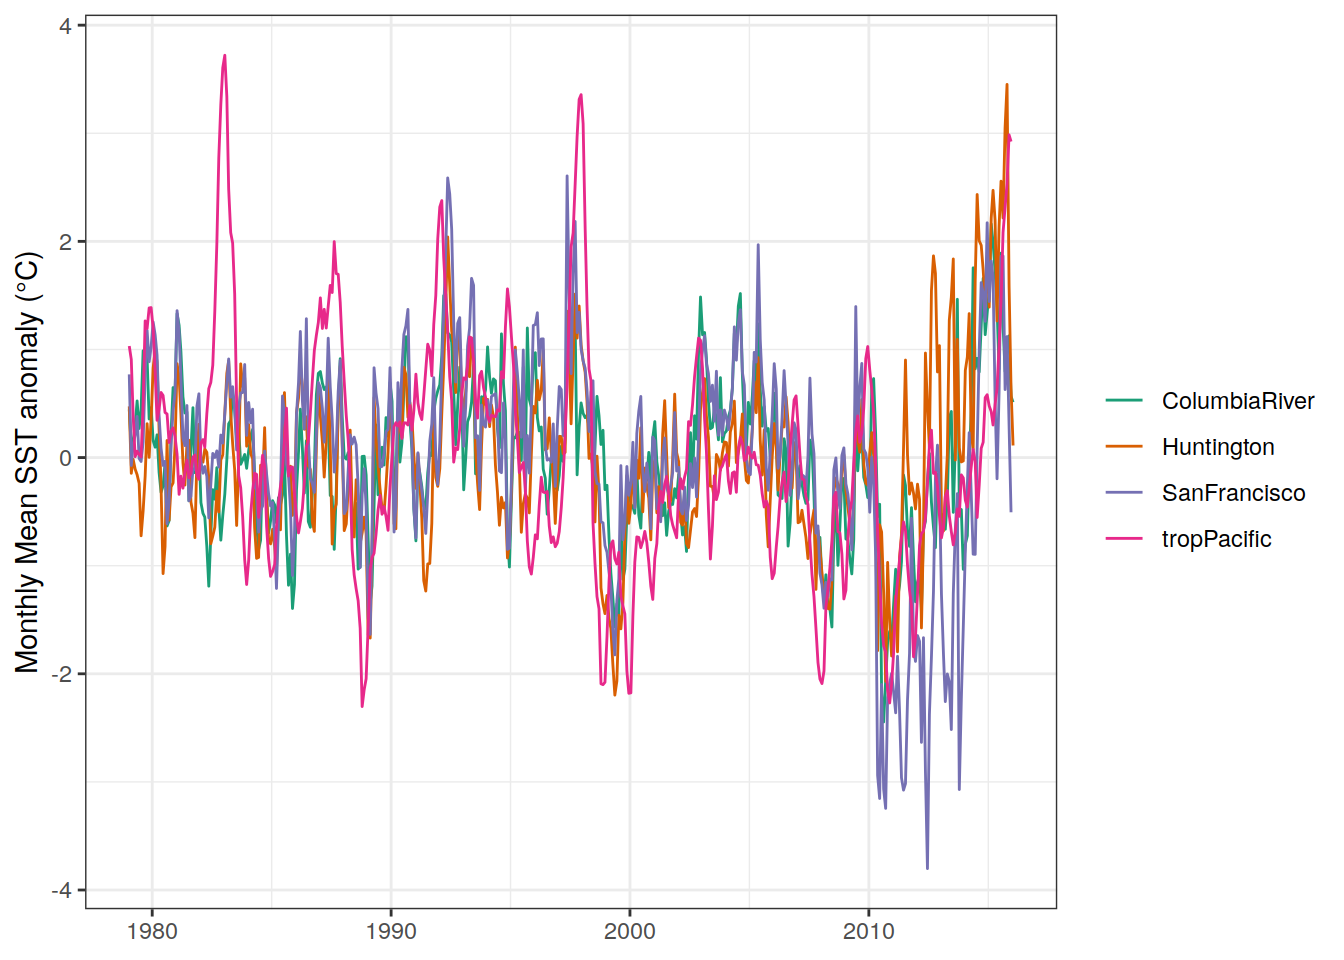 Monthly Mean SST anomaly (°C)
4
2
0
-2
-4
1980
1990
2000
2010
ColumbiaRiver
Huntington
SanFrancisco
tropPacific